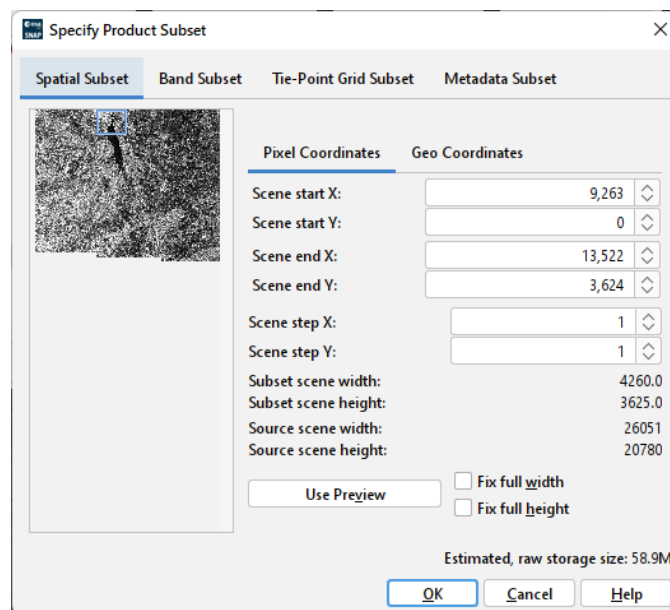 esa
SNAP
Specify Product Subset
Spatial Subset Band Subset Tie-Point Grid Subset Metadata Subset
Pixel Coordinates Geo Coordinates
Scene start X: 9,263
Scene start Y: 0
Scene end X: 13,522
Scene end Y: 3,624
Scene step X: 1
Scene step Y: 1
Subset scene width: 4260.0
Subset scene height: 3625.0
Source scene width: 26051
Source scene height: 20780
Use Preview
Fix full width
Fix full height
Estimated, raw storage size: 58.9M
OK Cancel Help